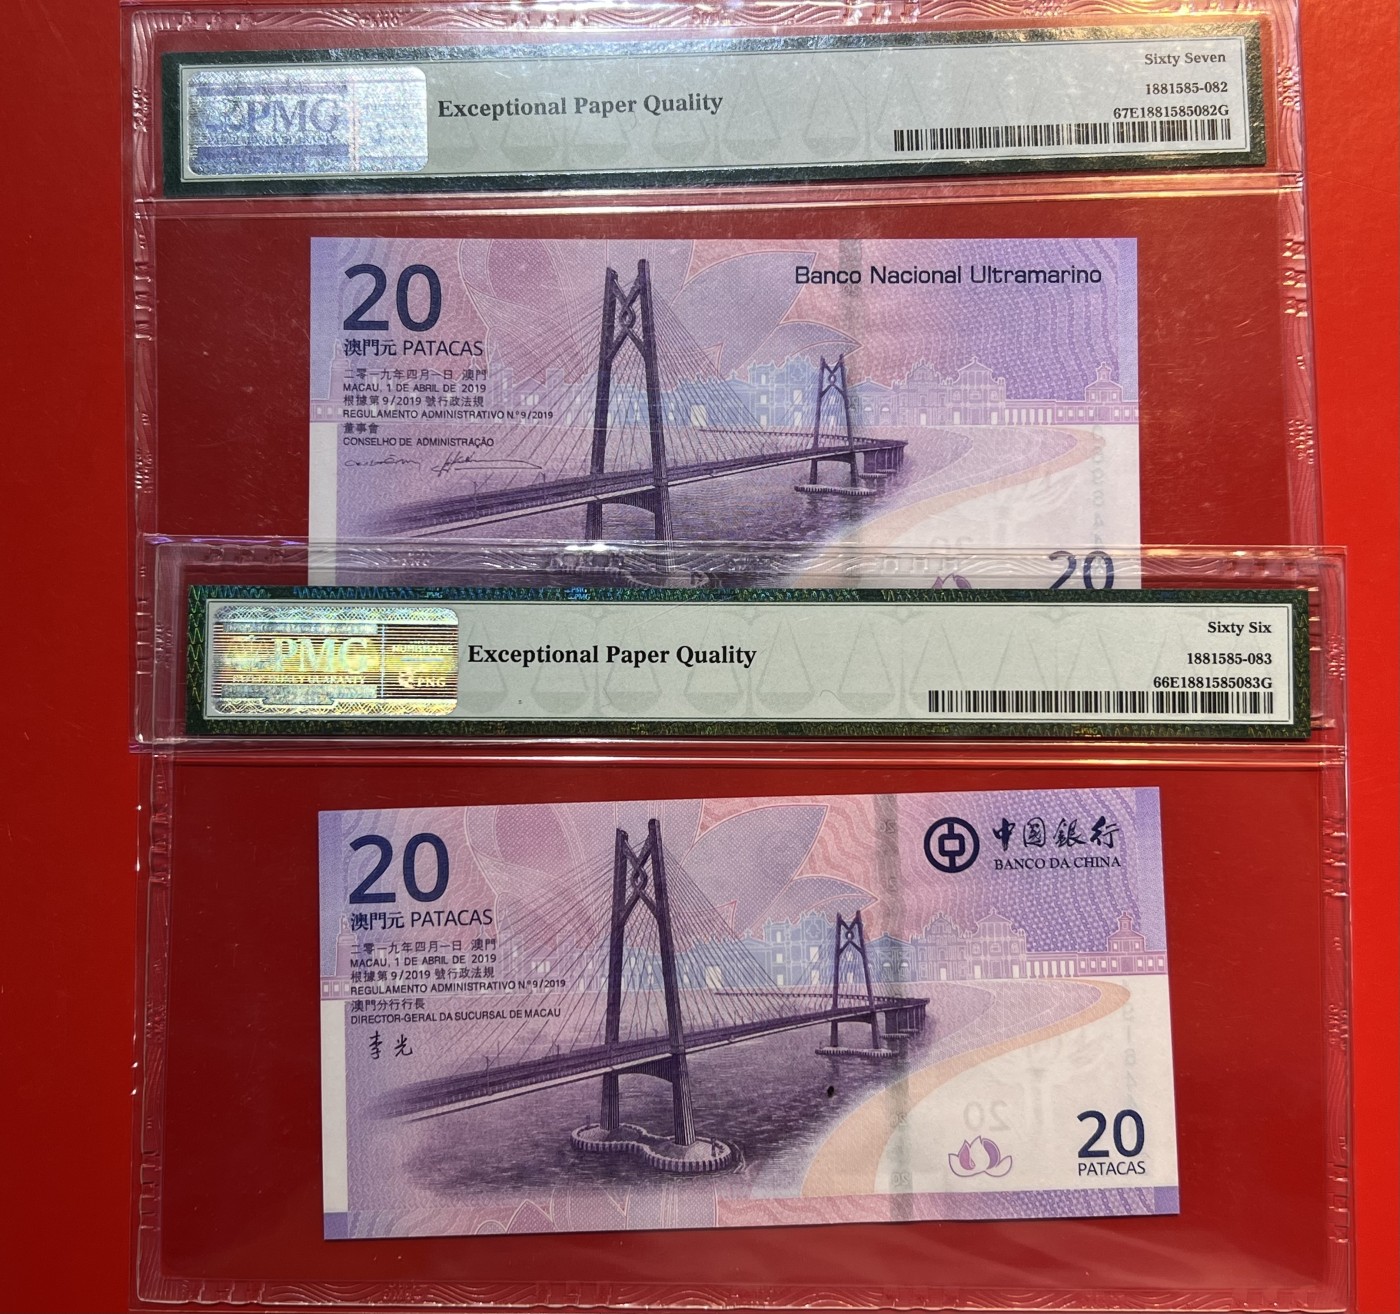 PMG
Exceptional Paper Quality
Sixty Seven
1881585-082
67E1881585082G
20
澳門元 PATACAS
二零一九年四月一日 澳門
MACAU, 1 DE ABRIL DE 2019
根據第9/2019 號行政法規
REGULAMENTO ADMINISTRATIVO N.º 9/2019
董事會
CONSELHO DE ADMINISTRAÇÃO
Banco Nacional Ultramarino
20
PMG
PNG
Exceptional Paper Quality
Sixty Six
1881585-083
66E1881585083G
20
澳門元 PATACAS
二零一九年四月一日 澳門
MACAU, 1 DE ABRIL DE 2019
根據第9/2019 號行政法規
REGULAMENTO ADMINISTRATIVO N.º 9/2019
澳門分行行長
DIRECTOR-GERAL DA SUCURSAL DE MACAU
李光
中國銀行
BANCO DA CHINA
20
20
PATACAS